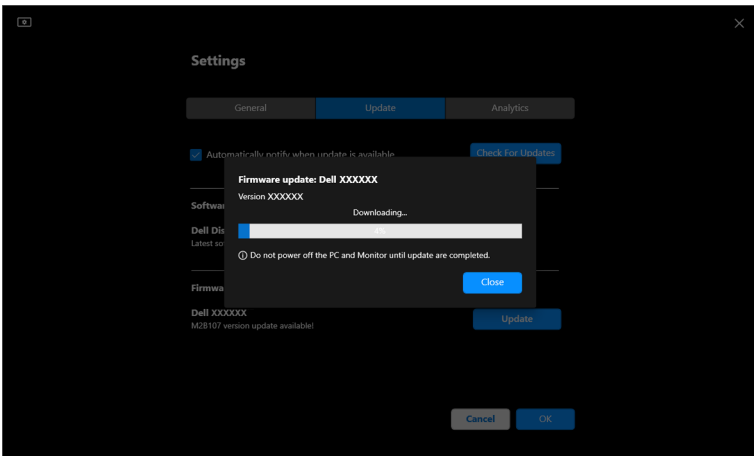 Settings
General Update Analytics
Automatically notify when update is available
Check For Updates
Firmware update: Dell XXXXXX
Version XXXXXX
Downloading...
4%
Do not power off the PC and Monitor until update are completed.
Close
Softwa
Dell Dis
Latest so
Firmwa
Dell XXXXXX
M2B107 version update available!
Update
Cancel OK